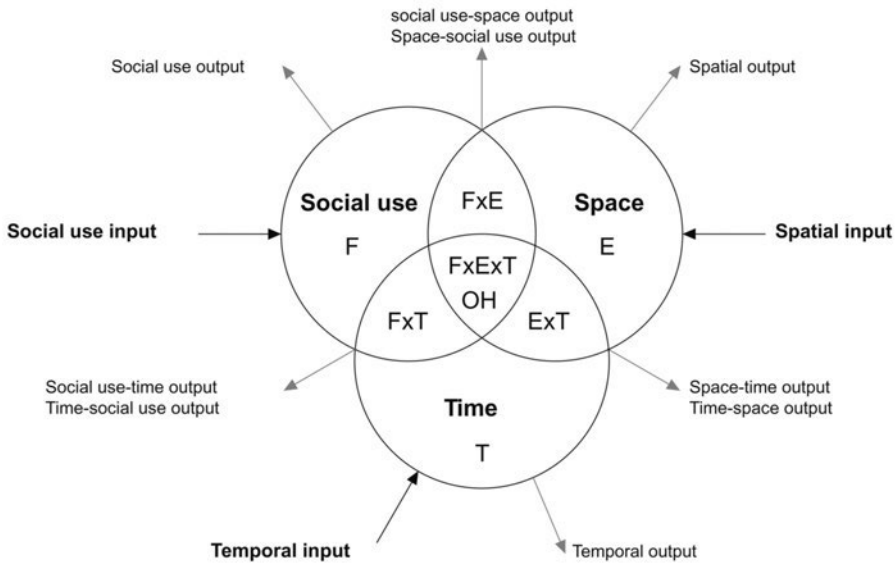 social use-space output
Space-social use output
Social use output
Spatial output
Social use
FxE
Space
Social use input
F
E
Spatial input
FxExT
OH
FxT
ExT
Social use-time output
Time-social use output
Space-time output
Time-space output
Time
T
Temporal input
Temporal output